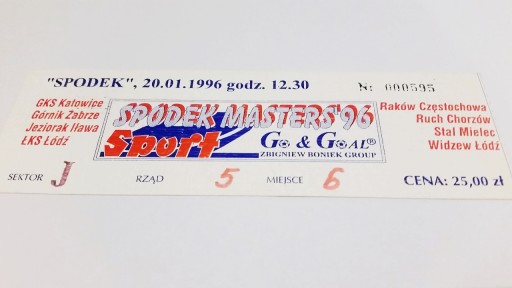 "SPODEK", 20.01.1996 godz. 12.30
Nr 000595
GKS Katowice
Górnik Zabrze
Jeziorak Iława
ŁKS Łódź
SPODEK MASTERS'96
Sport
GO & GOAL®
ZBIGNIEW BONIEK GROUP
Raków Częstochowa
Ruch Chorzów
Stal Mielec
Widzew Łódź
SEKTOR J RZĄD 5 MIEJSCE 6 CENA: 25,00 zł